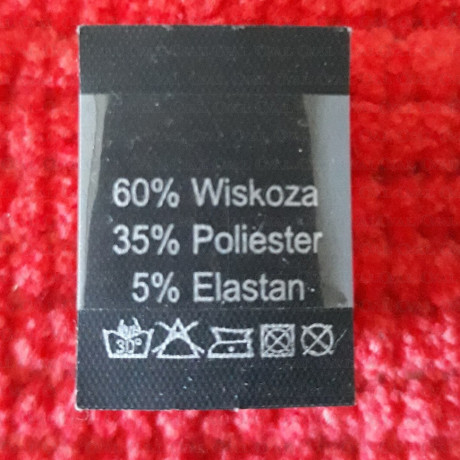 60% Wiskoza
35% Poliester
5% Elastan
30°